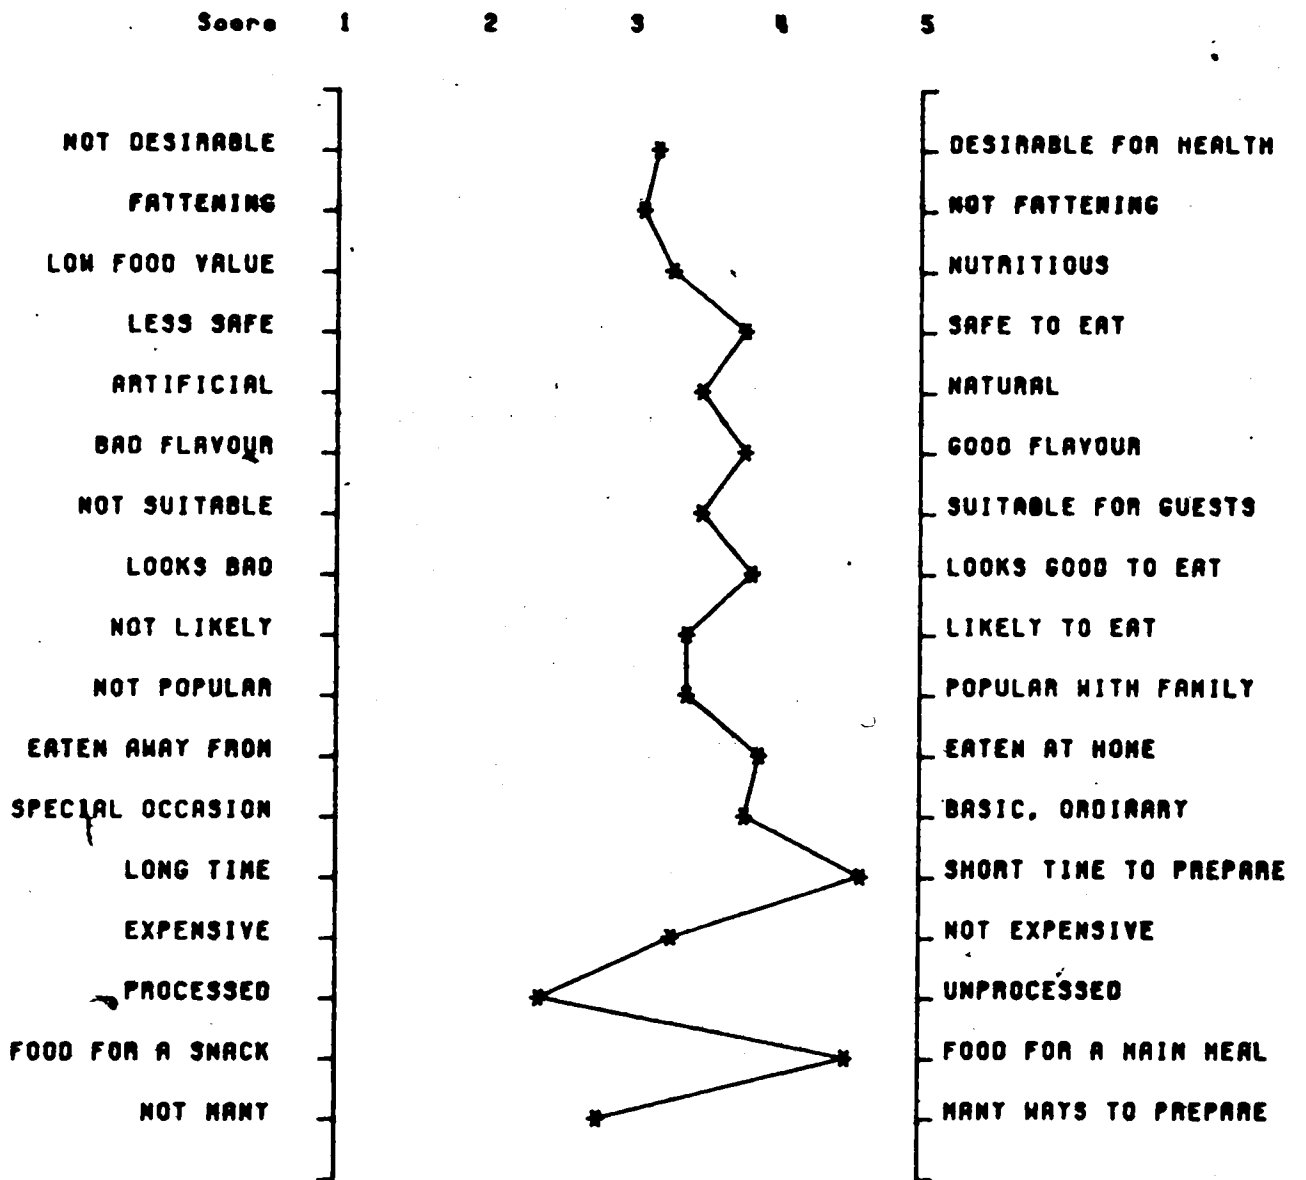 Score 1 2 3 4 5
NOT DESIRABLE DESIRABLE FOR HEALTH
FATTENING NOT FATTENING
LOW FOOD VALUE NUTRITIOUS
LESS SAFE SAFE TO EAT
ARTIFICIAL NATURAL
BAD FLAVOUR GOOD FLAVOUR
NOT SUITABLE SUITABLE FOR GUESTS
LOOKS BAD LOOKS GOOD TO EAT
NOT LIKELY LIKELY TO EAT
NOT POPULAR POPULAR WITH FAMILY
EATEN AWAY FROM EATEN AT HOME
SPECIAL OCCASION BASIC, ORDINARY
LONG TIME SHORT TIME TO PREPARE
EXPENSIVE NOT EXPENSIVE
PROCESSED UNPROCESSED
FOOD FOR A SNACK FOOD FOR A MAIN MEAL
NOT MANY MANY WAYS TO PREPARE